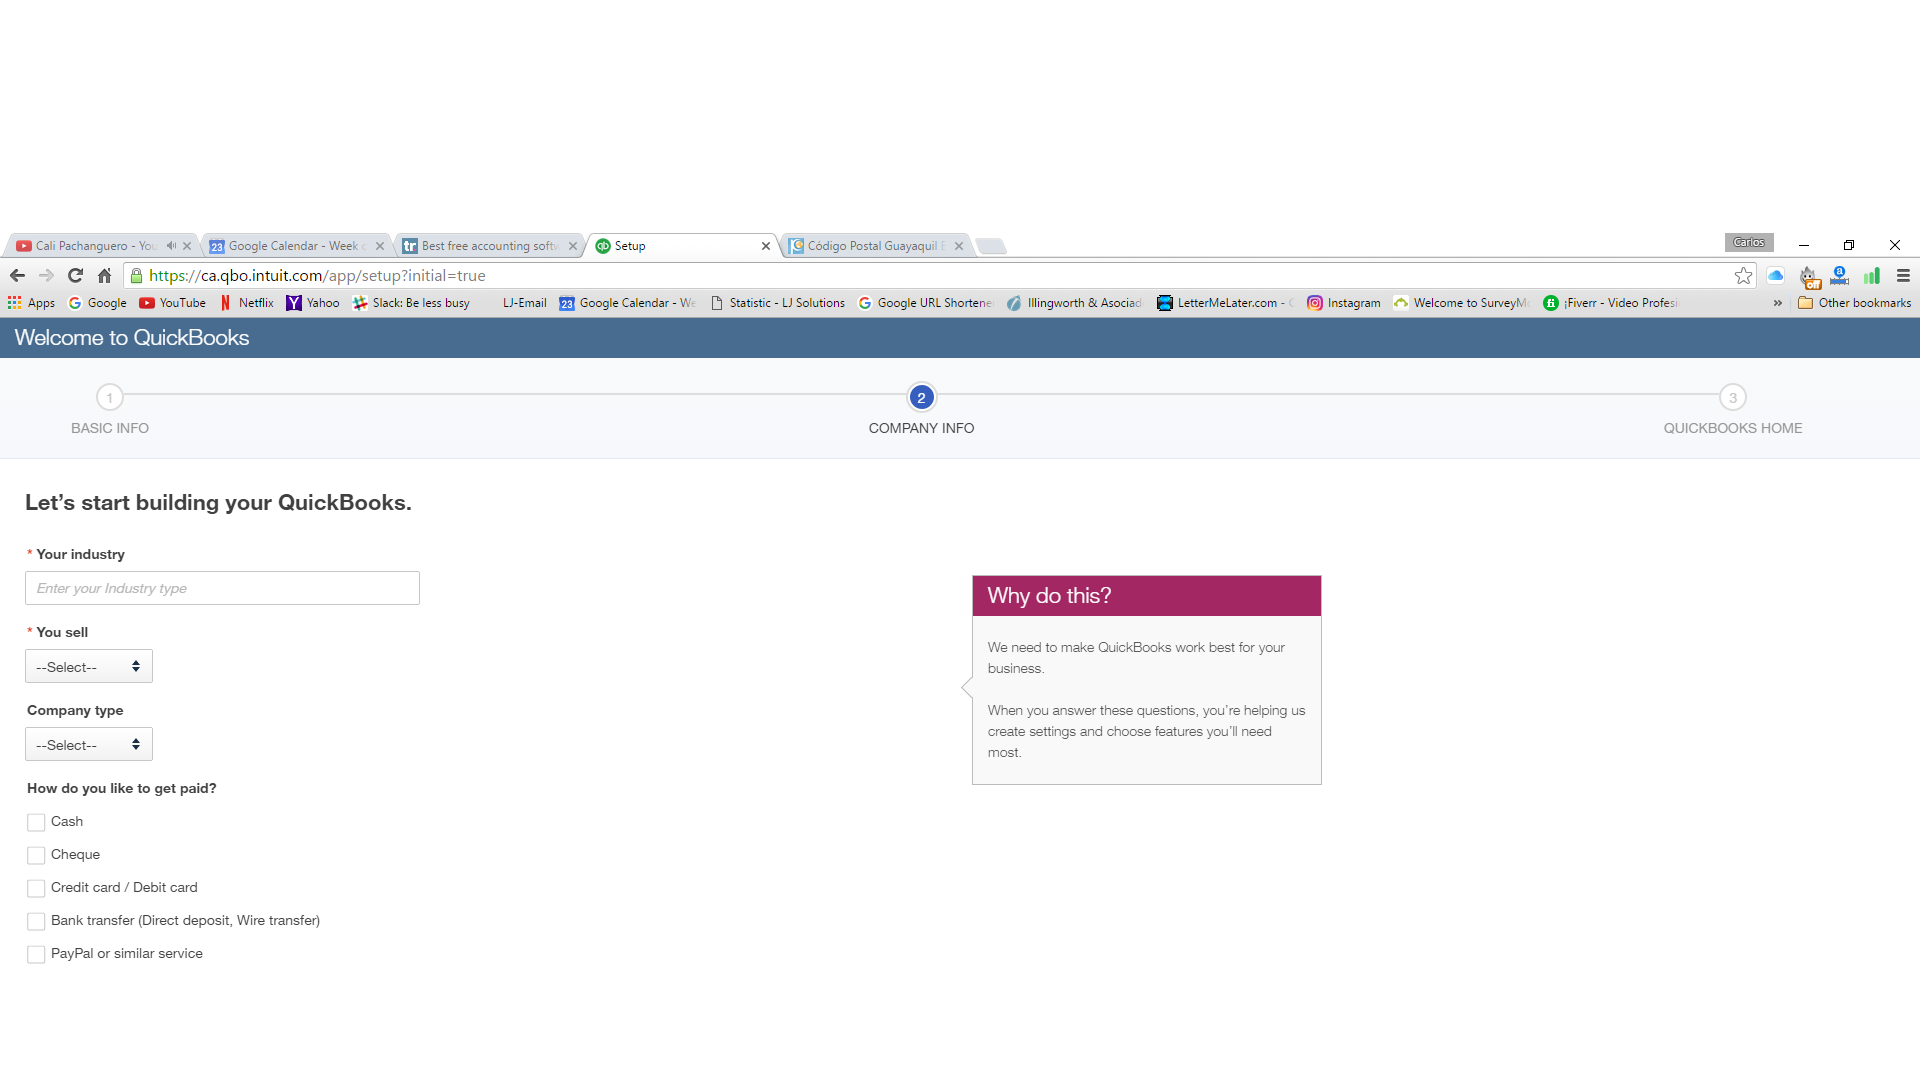 Cali Pachanguero - You
Google Calendar - Week
Best free accounting softw
Setup
Código Postal Guayaquil
Carlos
https://ca.qbo.intuit.com/app/setup?initial=true
Apps
Google
YouTube
Netflix
Yahoo
Slack: Be less busy
LJ-Email
23
Google Calendar - We
Statistic - LJ Solutions
Google URL Shortene
Illingworth & Asociad
LetterMeLater.com -
Instagram
Welcome to SurveyM
¡Fiverr - Video Profes
»
Other bookmarks
Welcome to QuickBooks
1
2
3
BASIC INFO
COMPANY INFO
QUICKBOOKS HOME
Let's start building your QuickBooks.
* Your industry
Enter your Industry type
* You sell
--Select--
Company type
--Select--
How do you like to get paid?
Cash
Cheque
Credit card / Debit card
Bank transfer (Direct deposit, Wire transfer)
PayPal or similar service
Why do this?
We need to make QuickBooks work best for your
business.
When you answer these questions, you're helping us
create settings and choose features you'll need
most.